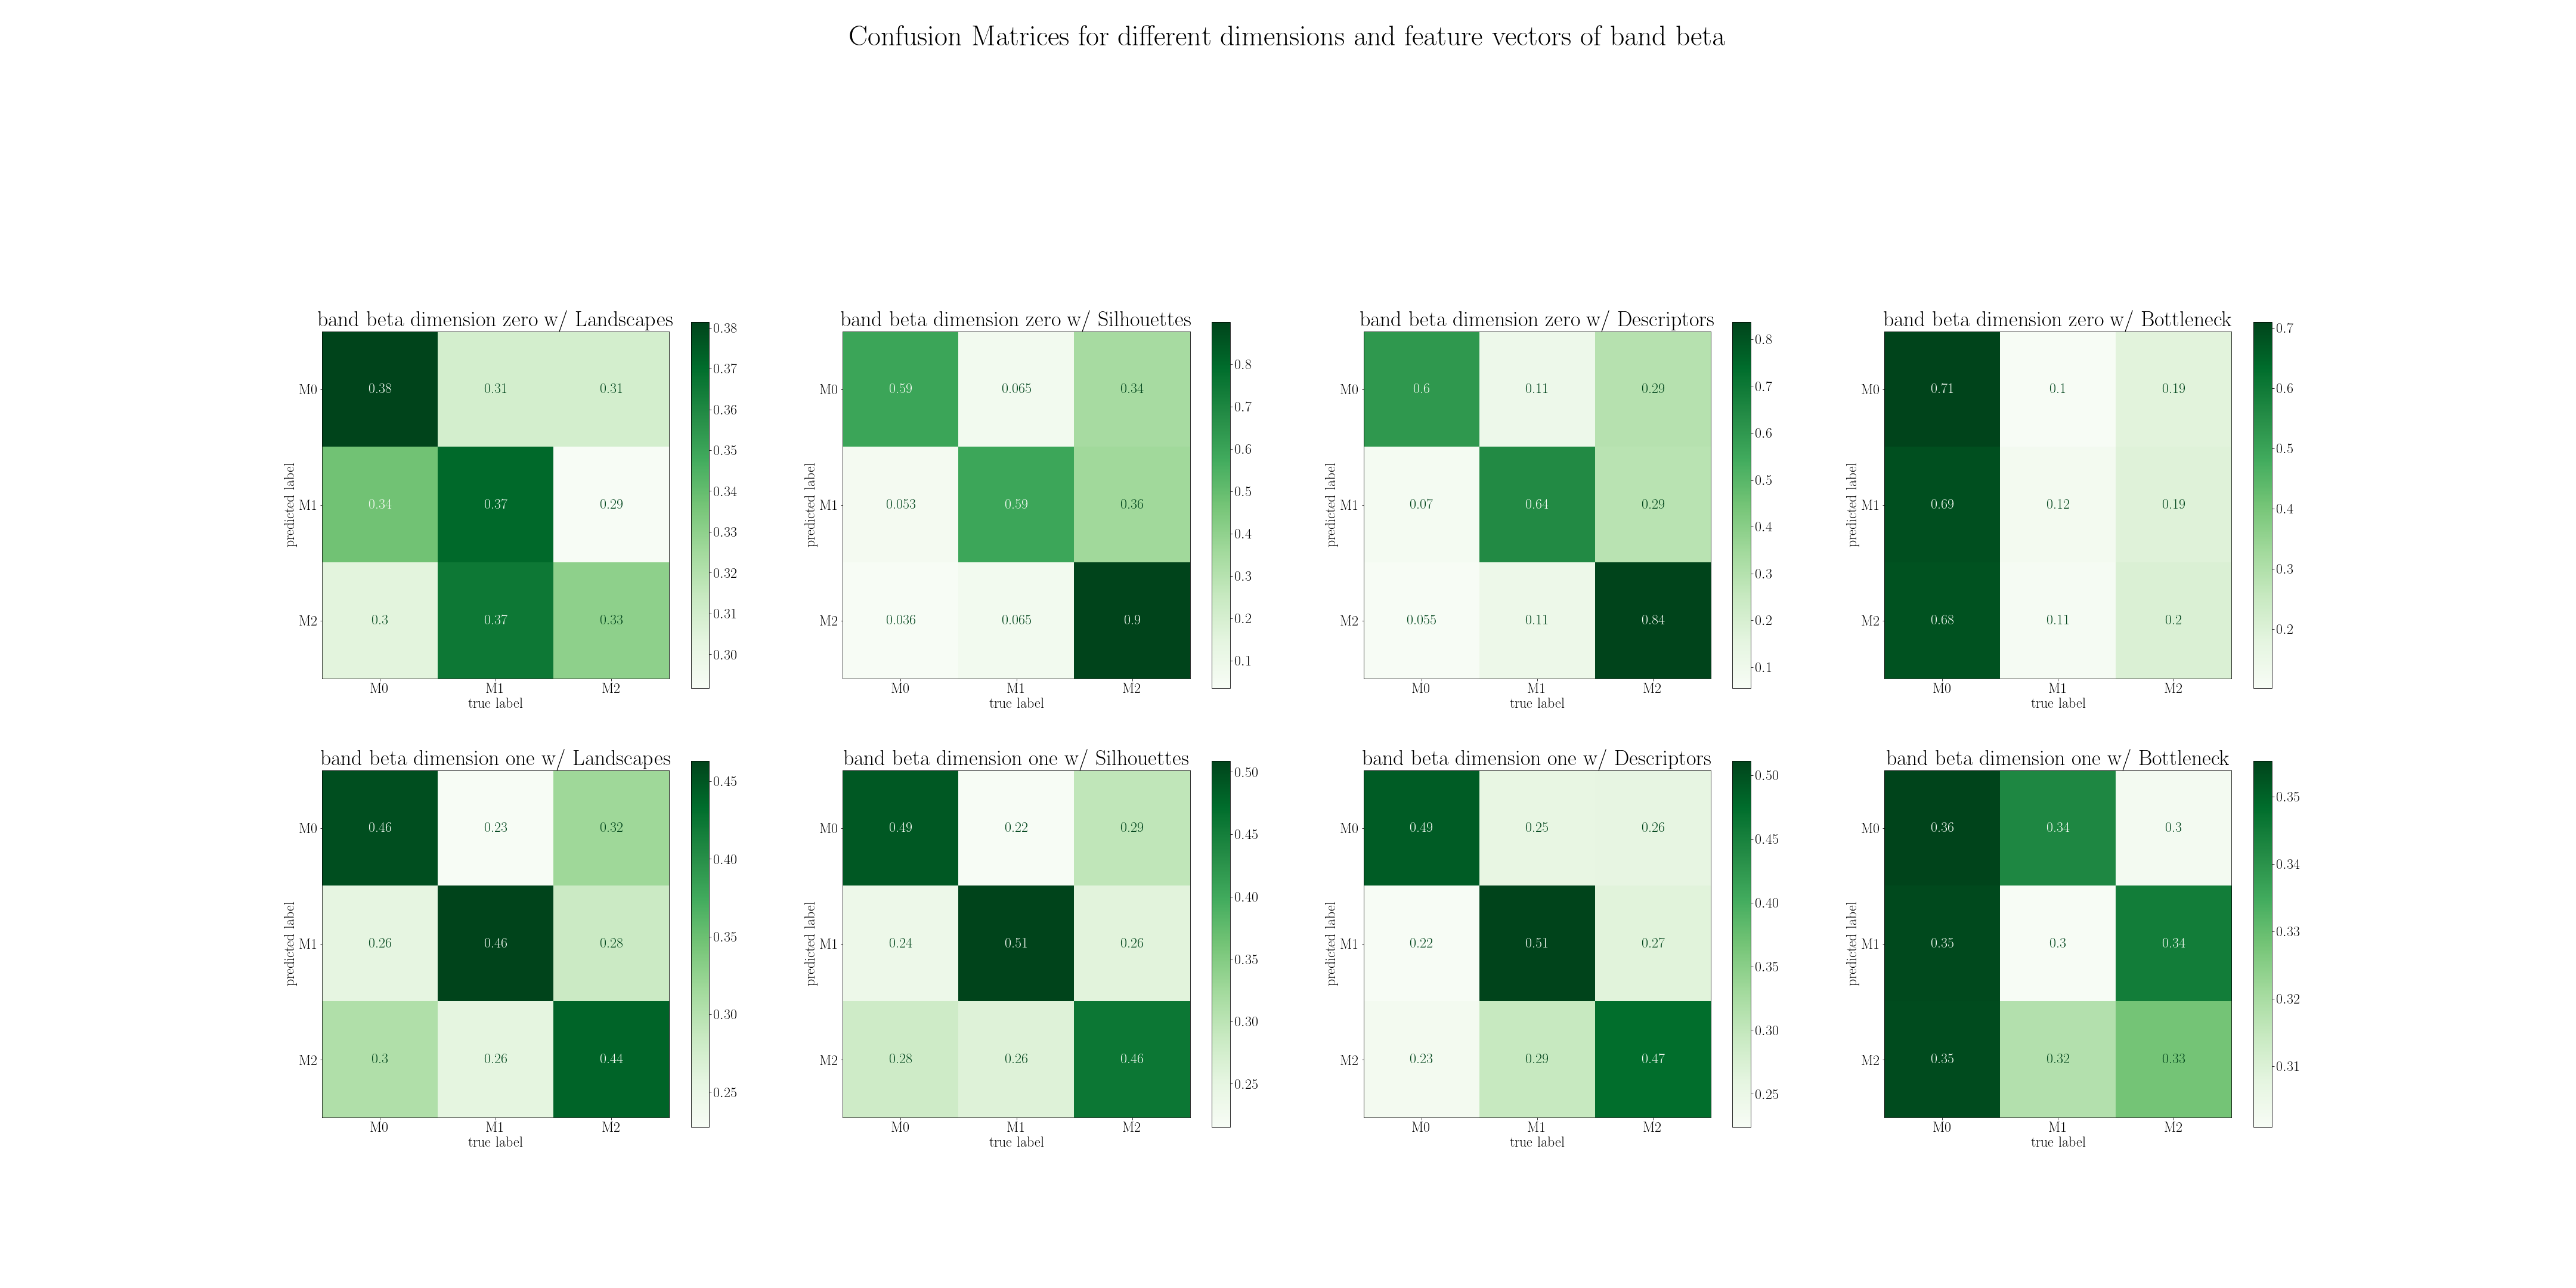 Confusion Matrices for different dimensions and feature vectors of band beta
band beta dimension zero w/ Landscapes
predicted label
M0 0.38 0.31 0.31
M1 0.34 0.37 0.29
M2 0.3 0.37 0.33
M0 M1 M2
true label
0.38
0.37
0.36
0.35
0.34
0.33
0.32
0.31
0.30
band beta dimension zero w/ Silhouettes
predicted label
M0 0.59 0.065 0.34
M1 0.053 0.59 0.36
M2 0.036 0.065 0.9
M0 M1 M2
true label
0.8
0.7
0.6
0.5
0.4
0.3
0.2
0.1
band beta dimension zero w/ Descriptors
predicted label
M0 0.6 0.11 0.29
M1 0.07 0.64 0.29
M2 0.055 0.11 0.84
M0 M1 M2
true label
0.8
0.7
0.6
0.5
0.4
0.3
0.2
0.1
band beta dimension zero w/ Bottleneck
predicted label
M0 0.71 0.1 0.19
M1 0.69 0.12 0.19
M2 0.68 0.11 0.2
M0 M1 M2
true label
0.7
0.6
0.5
0.4
0.3
0.2
band beta dimension one w/ Landscapes
predicted label
M0 0.46 0.23 0.32
M1 0.26 0.46 0.28
M2 0.3 0.26 0.44
M0 M1 M2
true label
0.45
0.40
0.35
0.30
0.25
band beta dimension one w/ Silhouettes
predicted label
M0 0.49 0.22 0.29
M1 0.24 0.51 0.26
M2 0.28 0.26 0.46
M0 M1 M2
true label
0.50
0.45
0.40
0.35
0.30
0.25
band beta dimension one w/ Descriptors
predicted label
M0 0.49 0.25 0.26
M1 0.22 0.51 0.27
M2 0.23 0.29 0.47
M0 M1 M2
true label
0.50
0.45
0.40
0.35
0.30
0.25
band beta dimension one w/ Bottleneck
predicted label
M0 0.36 0.34 0.3
M1 0.35 0.3 0.34
M2 0.35 0.32 0.33
M0 M1 M2
true label
0.35
0.34
0.33
0.32
0.31